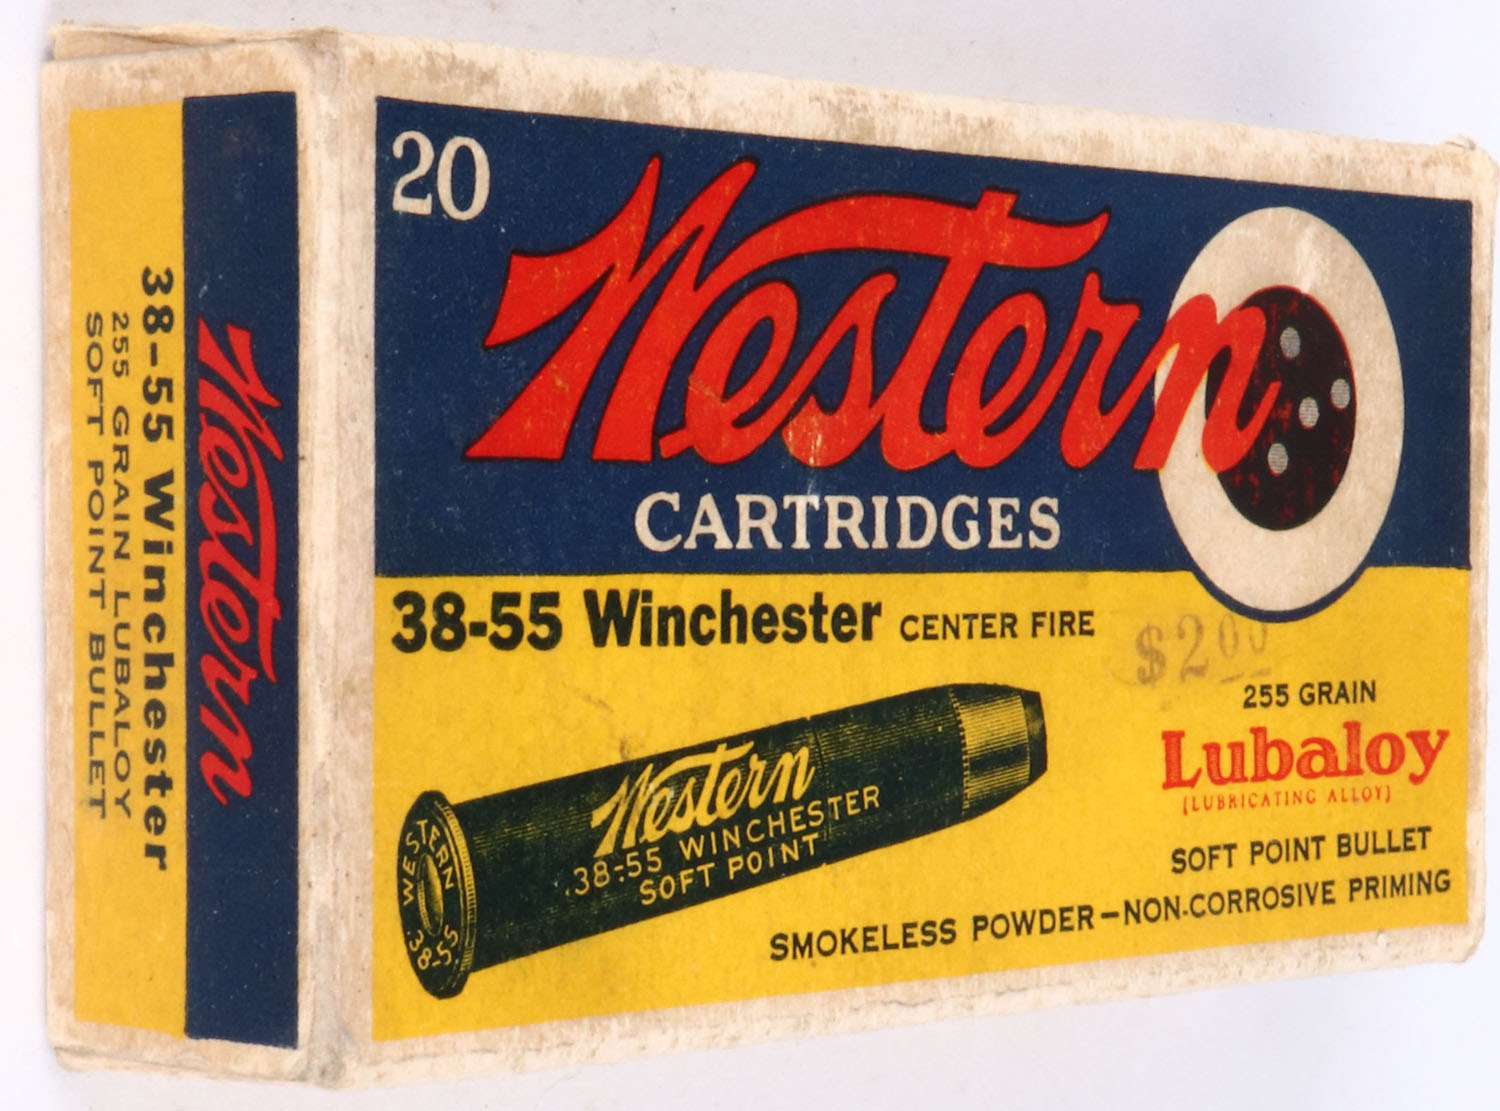 20
Western
CARTRIDGES
38-55 Winchester CENTER FIRE
$2.00
255 GRAIN
Lubaloy
(LUBRICATING ALLOY)
SOFT POINT BULLET
SMOKELESS POWDER—NON-CORROSIVE PRIMING
Western
.38-55 WINCHESTER
SOFT POINT
WESTERN
.38-55.
Western
38-55 Winchester
255 GRAIN LUBALOY
SOFT POINT BULLET